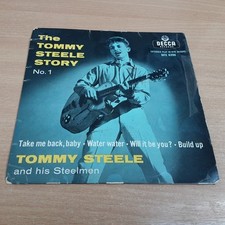 The
TOMMY
STEELE
STORY
No. 1
DECCA
Take me back, baby · Water water · Will it be you? · Build up
TOMMY STEELE
and his Steelmen